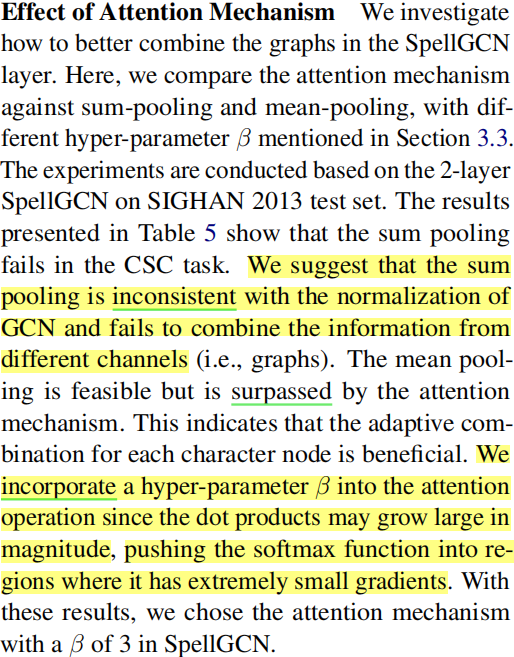 Effect of Attention Mechanism We investigate
how to better combine the graphs in the SpellGCN
layer. Here, we compare the attention mechanism
against sum-pooling and mean-pooling, with dif-
ferent hyper-parameter β mentioned in Section 3.3.
The experiments are conducted based on the 2-layer
SpellGCN on SIGHAN 2013 test set. The results
presented in Table 5 show that the sum pooling
fails in the CSC task. We suggest that the sum
pooling is inconsistent with the normalization of
GCN and fails to combine the information from
different channels (i.e., graphs). The mean pool-
ing is feasible but is surpassed by the attention
mechanism. This indicates that the adaptive com-
bination for each character node is beneficial. We
incorporate a hyper-parameter β into the attention
operation since the dot products may grow large in
magnitude, pushing the softmax function into re-
gions where it has extremely small gradients. With
these results, we chose the attention mechanism
with a β of 3 in SpellGCN.